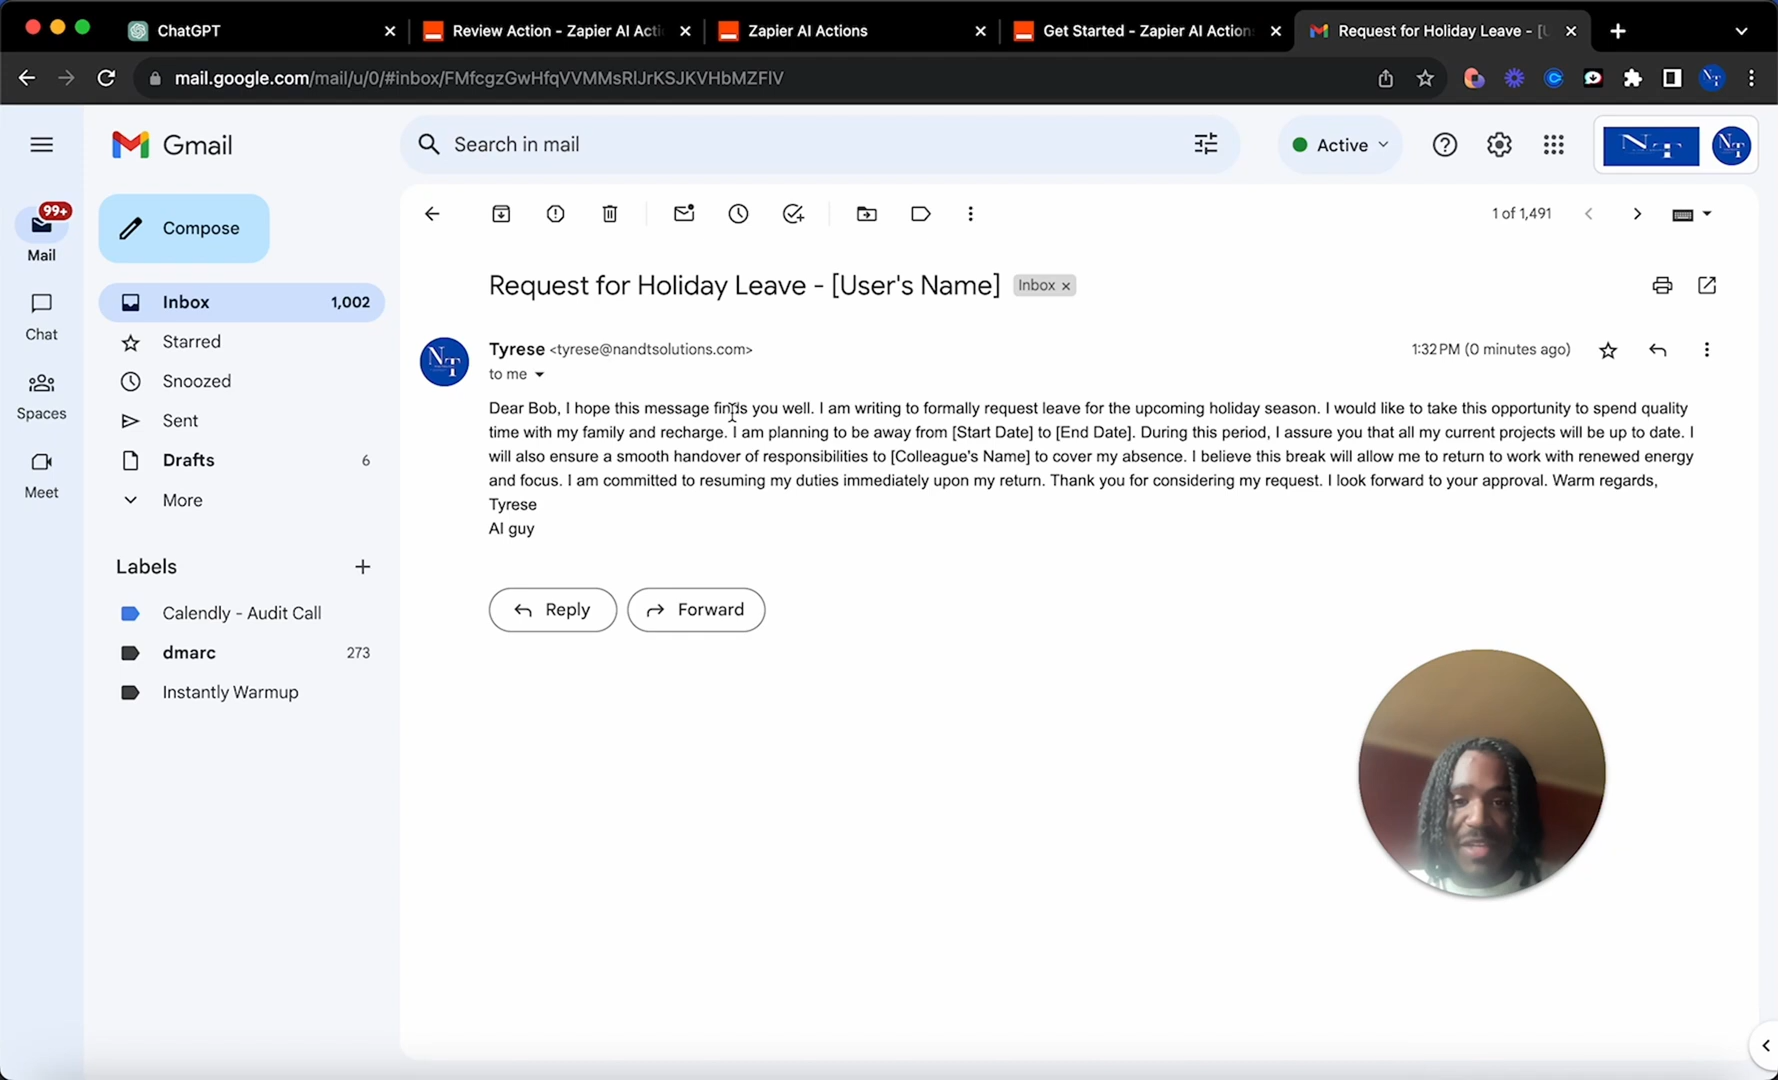 ChatGPT
Review Action - Zapier AI Acti
Zapier AI Actions
Get Started - Zapier AI Action
Request for Holiday Leave - [U
mail.google.com/mail/u/0/#inbox/FMfcgzGwHfqVVMMsRlJrKSJKVHbMZFlV
Gmail
Search in mail
Active
NT
NT
99+
Mail
Chat
Spaces
Meet
Compose
Inbox 1,002
Starred
Snoozed
Sent
Drafts 6
More
Labels
Calendly - Audit Call
dmarc 273
Instantly Warmup
1 of 1,491
Request for Holiday Leave - [User's Name] Inbox
NT
Tyrese <tyrese@nandtsolutions.com> 1:32 PM (0 minutes ago)
to me
Dear Bob, I hope this message finds you well. I am writing to formally request leave for the upcoming holiday season. I would like to take this opportunity to spend quality
time with my family and recharge. I am planning to be away from [Start Date] to [End Date]. During this period, I assure you that all my current projects will be up to date. I
will also ensure a smooth handover of responsibilities to [Colleague's Name] to cover my absence. I believe this break will allow me to return to work with renewed energy
and focus. I am committed to resuming my duties immediately upon my return. Thank you for considering my request. I look forward to your approval. Warm regards,
Tyrese
AI guy
Reply
Forward